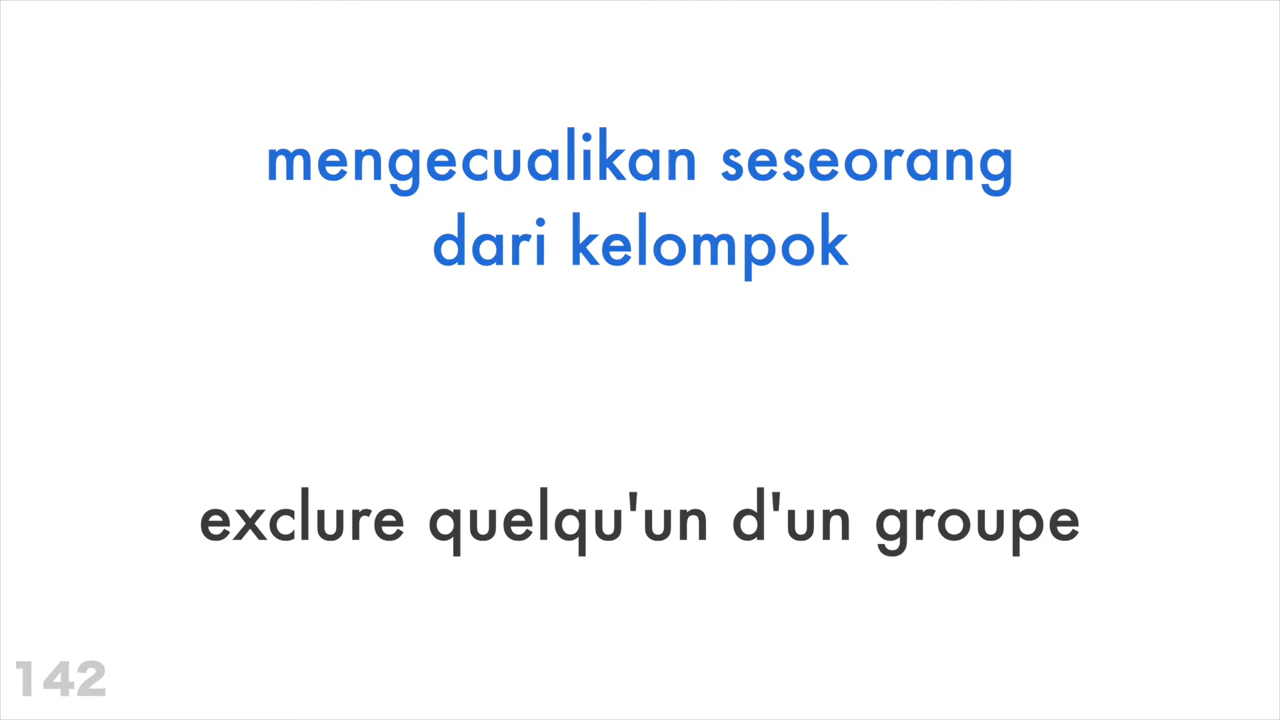 mengecualikan seseorang
dari kelompok
exclure quelqu'un d'un groupe
142